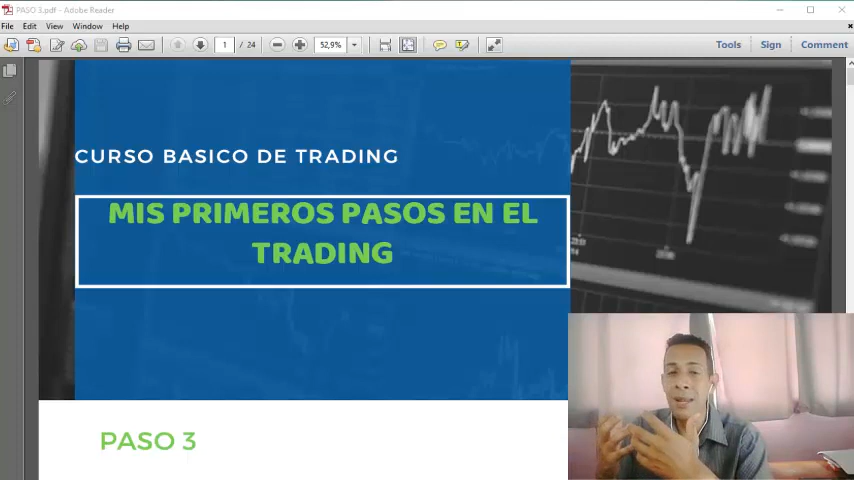 PASO 3.pdf - Adobe Reader
File Edit View Window Help
1 / 24 52,9% Tools Sign Comment
CURSO BASICO DE TRADING
MIS PRIMEROS PASOS EN EL
TRADING
PASO 3